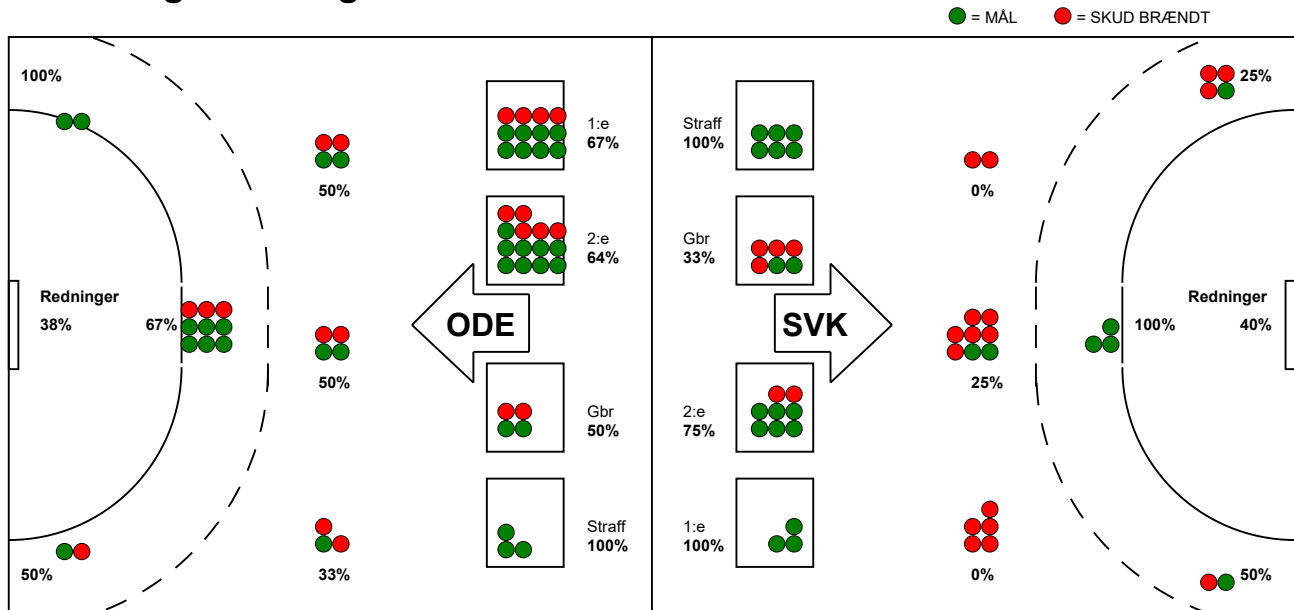 = MÅL
= SKUD BRÆNDT
100%
50%
1:e
67%
2:e
64%
Redninger
38%
67%
ODE
50%
Gbr
50%
Straff
100%
50%
33%
Straff
100%
0%
25%
Gbr
33%
SVK
25%
100%
Redninger
40%
2:e
75%
1:e
100%
0%
50%